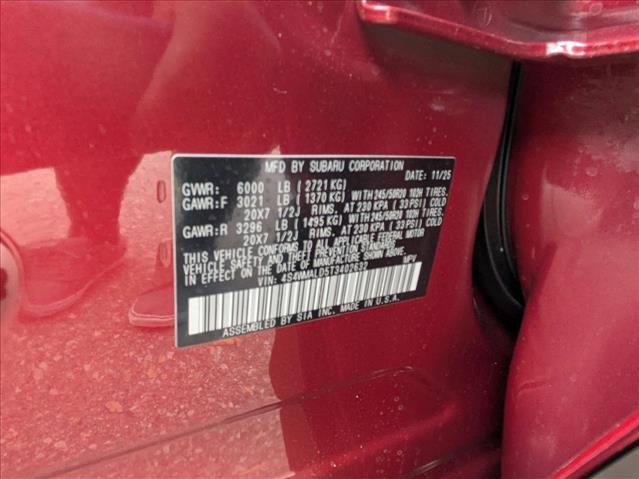 MFD BY SUBARU CORPORATION
DATE: 11/25
GVWR: 6000 LB (2721 KG)
GAWR:F 3021 LB (1370 KG) WITH 245/50R20 102H TIRES.
20X7 1/2J RIMS. AT 230 KPA (33 PSI) COLD
GAWR:R 3296 LB (1495 KG) WITH 245/50R20 102H TIRES.
20X7 1/2J RIMS. AT 230 KPA (33 PSI) COLD
THIS VEHICLE CONFORMS TO ALL APPLICABLE FEDERAL MOTOR
VEHICLE SAFETY AND THEFT PREVENTION STANDARDS
IN EFFECT ON THE DATE OF MANUFACTURE SHOWN ABOVE.
VIN: 4S4WMALD5T3402632 MPV
ASSEMBLED BY SIA INC. MADE IN U.S.A.